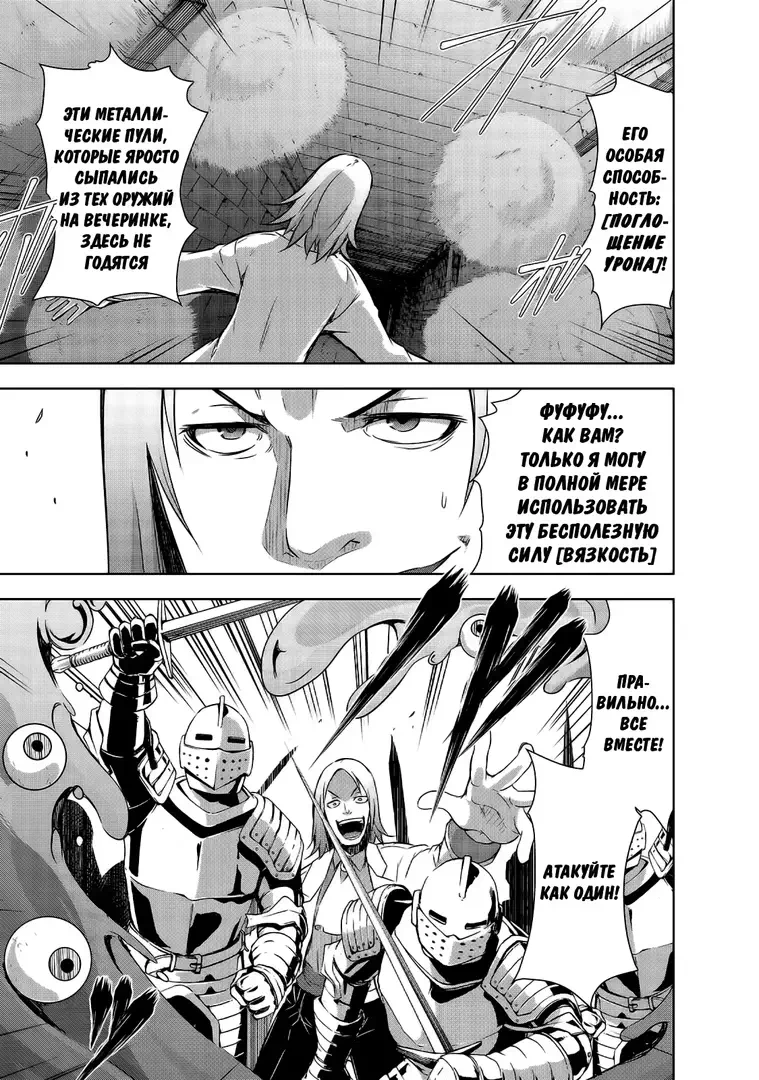 ЕГО
ОСОБАЯ
СПОСОБ-
НОСТЬ:
[ПОГЛО-
ЩЕНИЕ
УРОНА]!
ЭТИ МЕТАЛЛИ-
ЧЕСКИЕ ПУЛИ,
КОТОРЫЕ ЯРОСТО
СЫПАЛИСЬ
ИЗ ТЕХ ОРУЖИЙ
НА ВЕЧЕРИНКЕ,
ЗДЕСЬ НЕ
ГОДЯТСЯ
ФУФУФУ...
КАК ВАМ?
ТОЛЬКО Я МОГУ
В ПОЛНОЙ МЕРЕ
ИСПОЛЬЗОВАТЬ
ЭТУ БЕСПОЛЕЗНУЮ
СИЛУ [ВЯЗКОСТЬ]
ПРА-
ВИЛЬНО...
ВСЕ
ВМЕСТЕ!
АТАКУЙТЕ
КАК ОДИН!